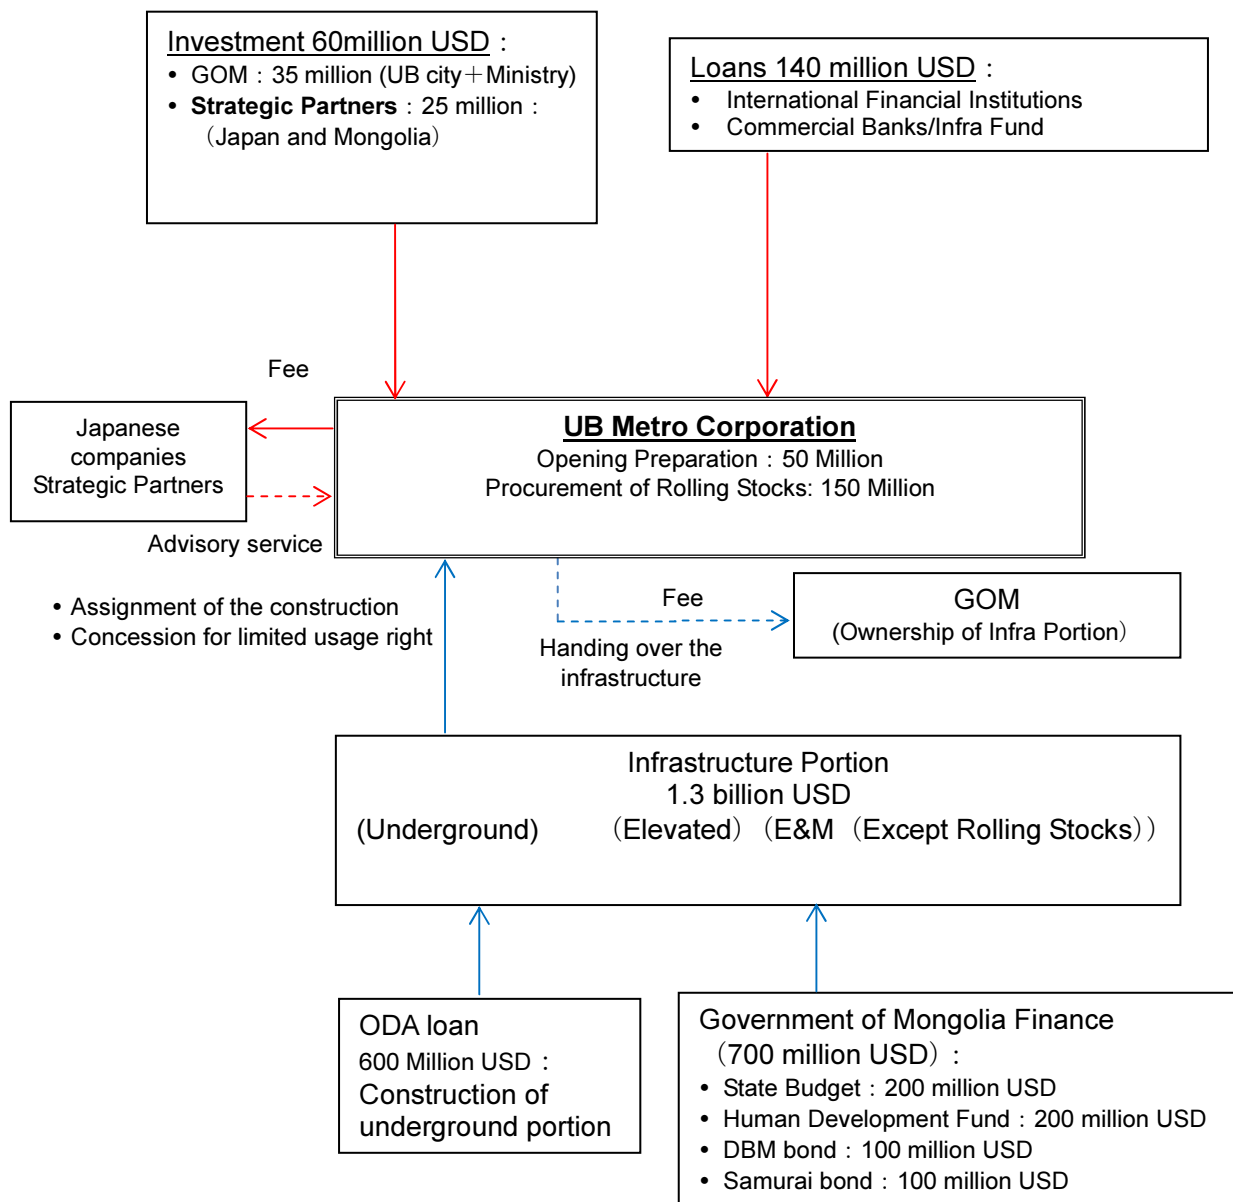 Investment 60million USD：
• GOM：35 million (UB city＋Ministry)
• Strategic Partners：25 million：
（Japan and Mongolia）
Loans 140 million USD：
• International Financial Institutions
• Commercial Banks/Infra Fund
Fee
Japanese
companies
Strategic Partners
UB Metro Corporation
Opening Preparation：50 Million
Procurement of Rolling Stocks: 150 Million
Advisory service
• Assignment of the construction
• Concession for limited usage right
Fee
Handing over the
infrastructure
GOM
(Ownership of Infra Portion）
Infrastructure Portion
1.3 billion USD
(Underground) （Elevated）（E&M（Except Rolling Stocks））
ODA loan
600 Million USD：
Construction of
underground portion
Government of Mongolia Finance
（700 million USD）：
• State Budget：200 million USD
• Human Development Fund：200 million USD
• DBM bond：100 million USD
• Samurai bond：100 million USD